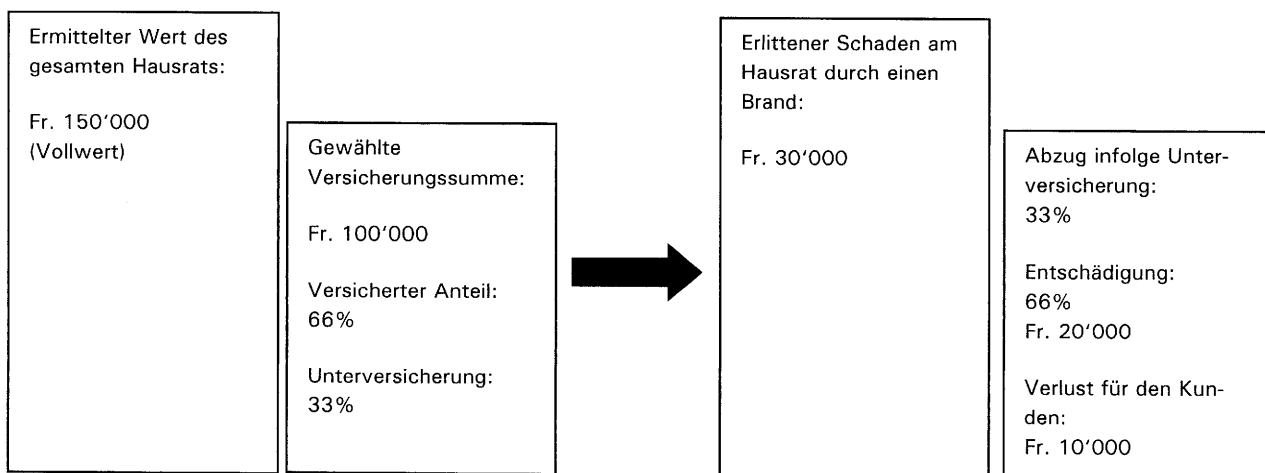 Ermittelter Wert des
gesamten Hausrats:
Fr. 150'000
(Vollwert)
Gewählte
Versicherungssumme:
Fr. 100'000
Versicherter Anteil:
66%
Unterversicherung:
33%
Erlittener Schaden am
Hausrat durch einen
Brand:
Fr. 30'000
Abzug infolge Unter-
versicherung:
33%
Entschädigung:
66%
Fr. 20'000
Verlust für den Kun-
den:
Fr. 10'000